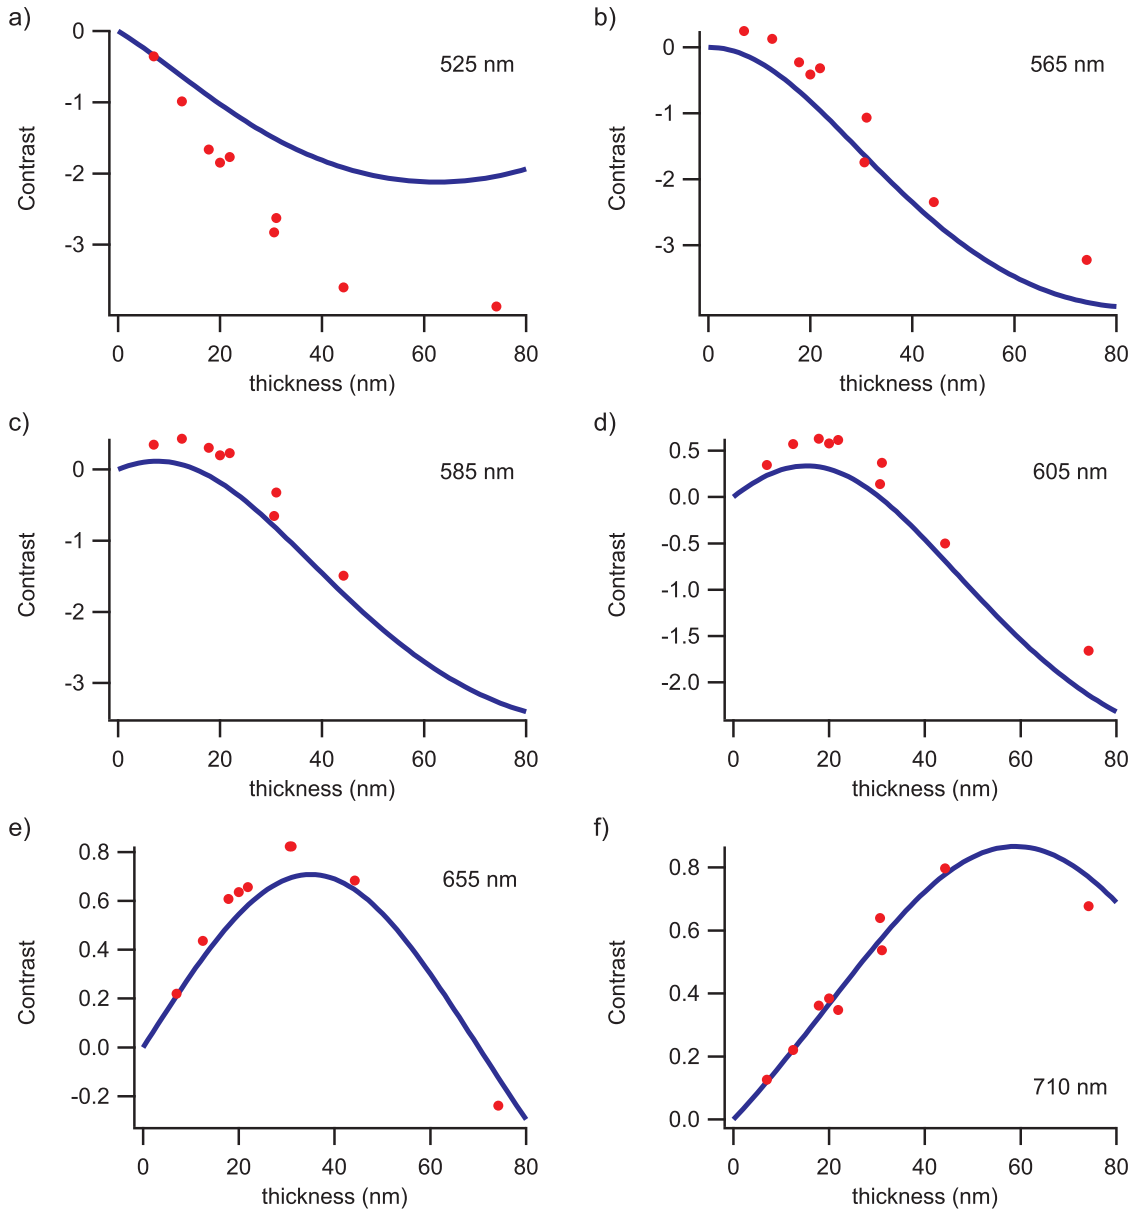 a)
525 nm
0
-1
-2
-3
Contrast
0 20 40 60 80
thickness (nm)
b)
565 nm
0
-1
-2
-3
Contrast
0 20 40 60 80
thickness (nm)
c)
585 nm
0
-1
-2
-3
Contrast
0 20 40 60 80
thickness (nm)
d)
605 nm
0.5
0.0
-0.5
-1.0
-1.5
-2.0
Contrast
0 20 40 60 80
thickness (nm)
e)
655 nm
0.8
0.6
0.4
0.2
0.0
-0.2
Contrast
0 20 40 60 80
thickness (nm)
f)
0.8
0.6
0.4
0.2
0.0
Contrast
710 nm
0 20 40 60 80
thickness (nm)